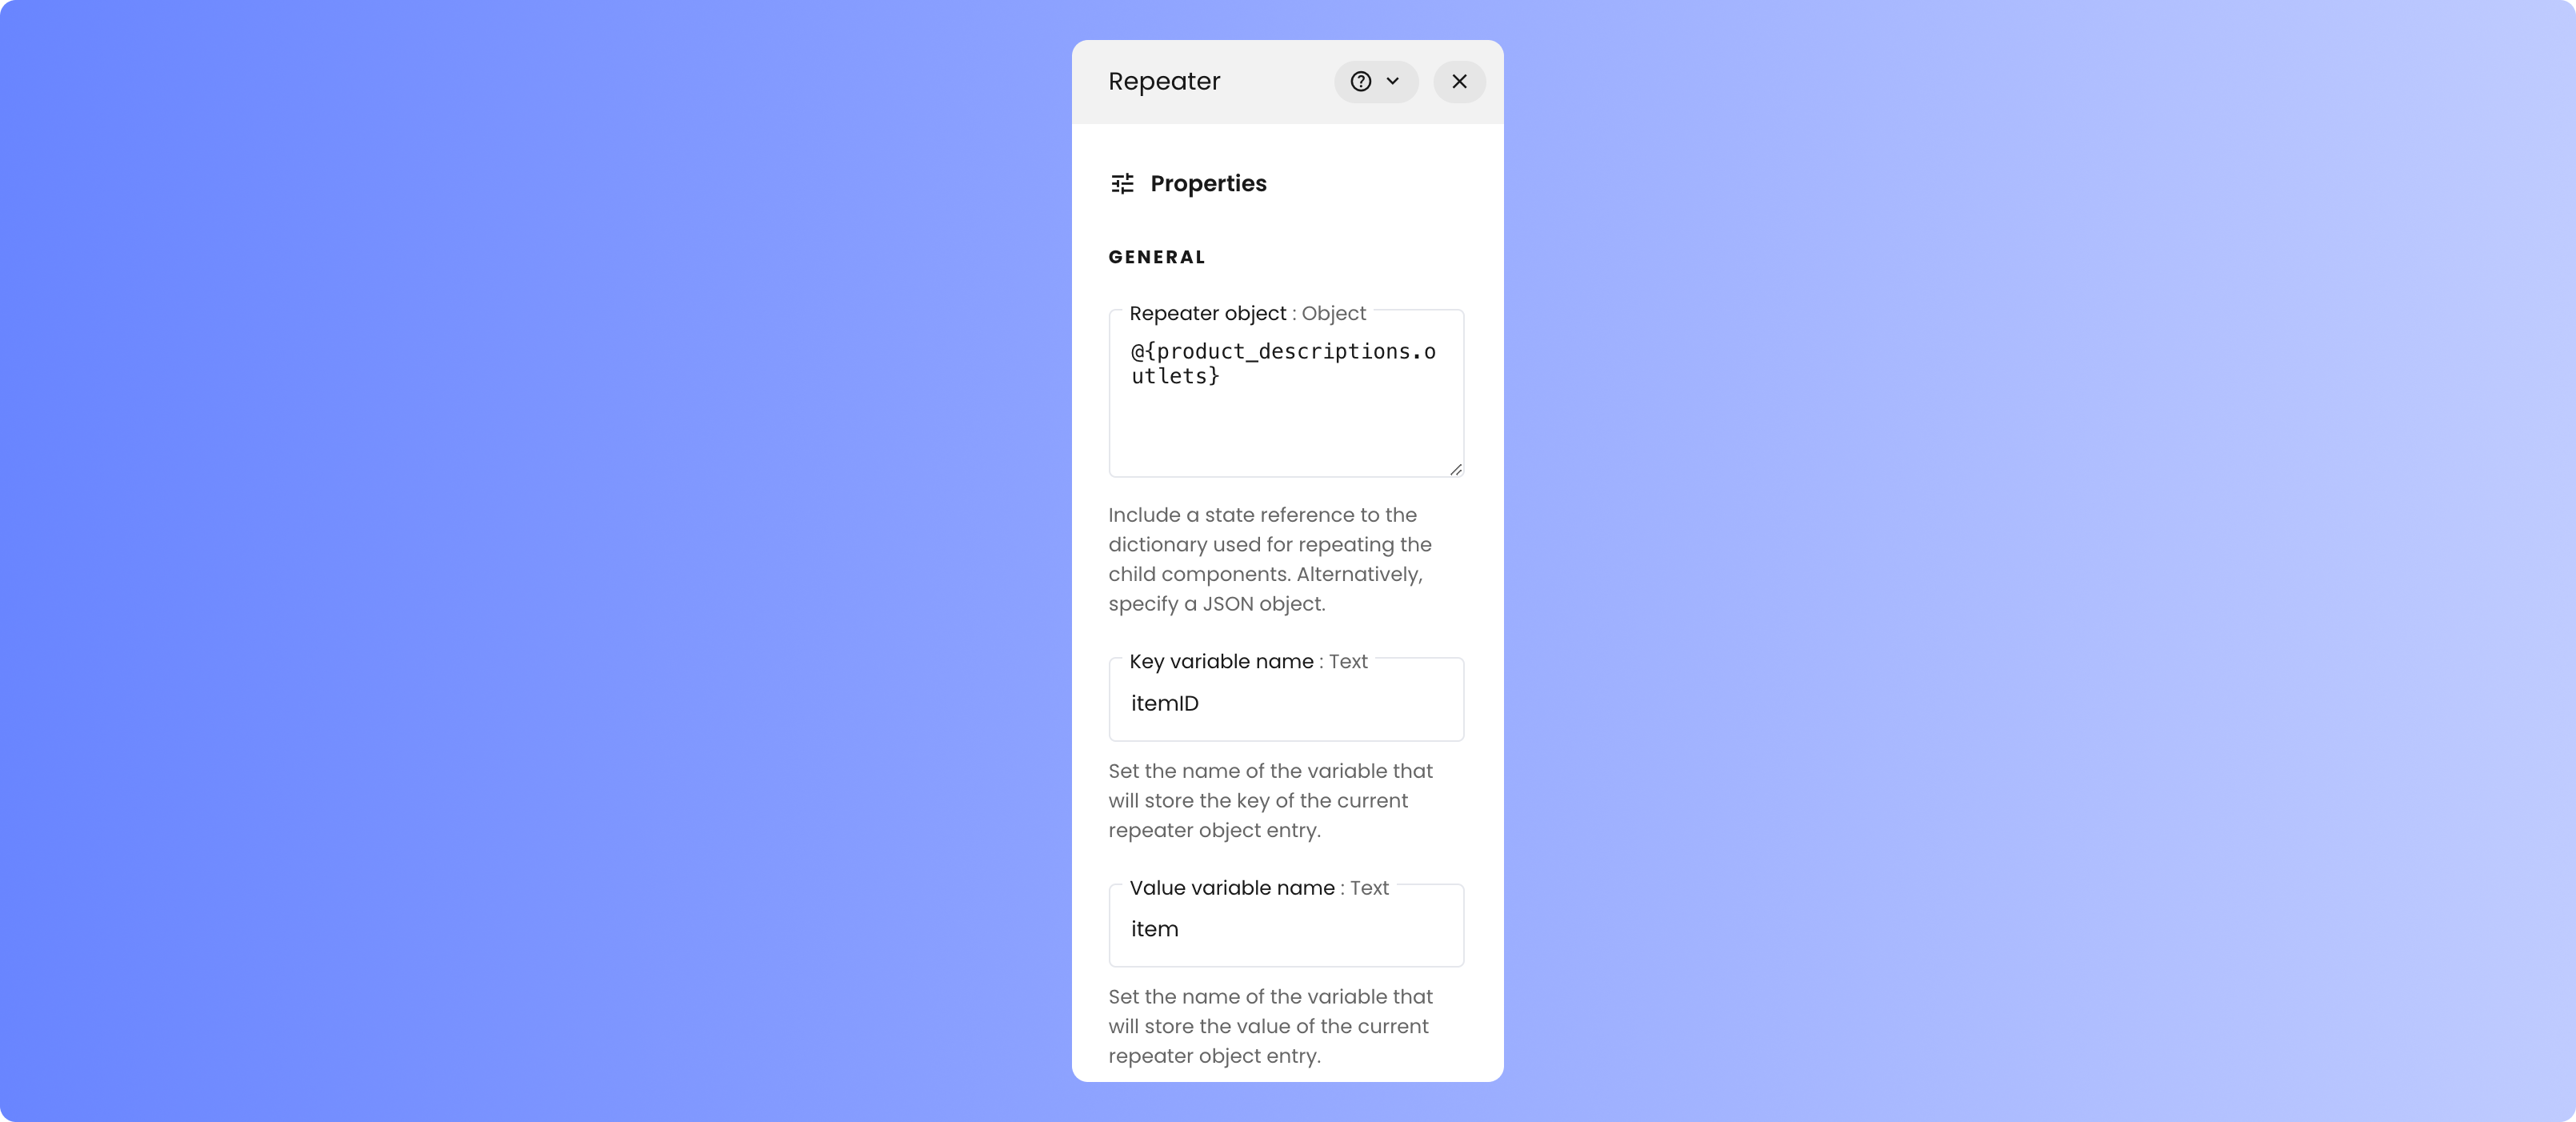 Repeater
Properties
GENERAL
Repeater object : Object
@{product_descriptions.o
utlets}
Include a state reference to the
dictionary used for repeating the
child components. Alternatively,
specify a JSON object.
Key variable name : Text
itemID
Set the name of the variable that
will store the key of the current
repeater object entry.
Value variable name : Text
item
Set the name of the variable that
will store the value of the current
repeater object entry.